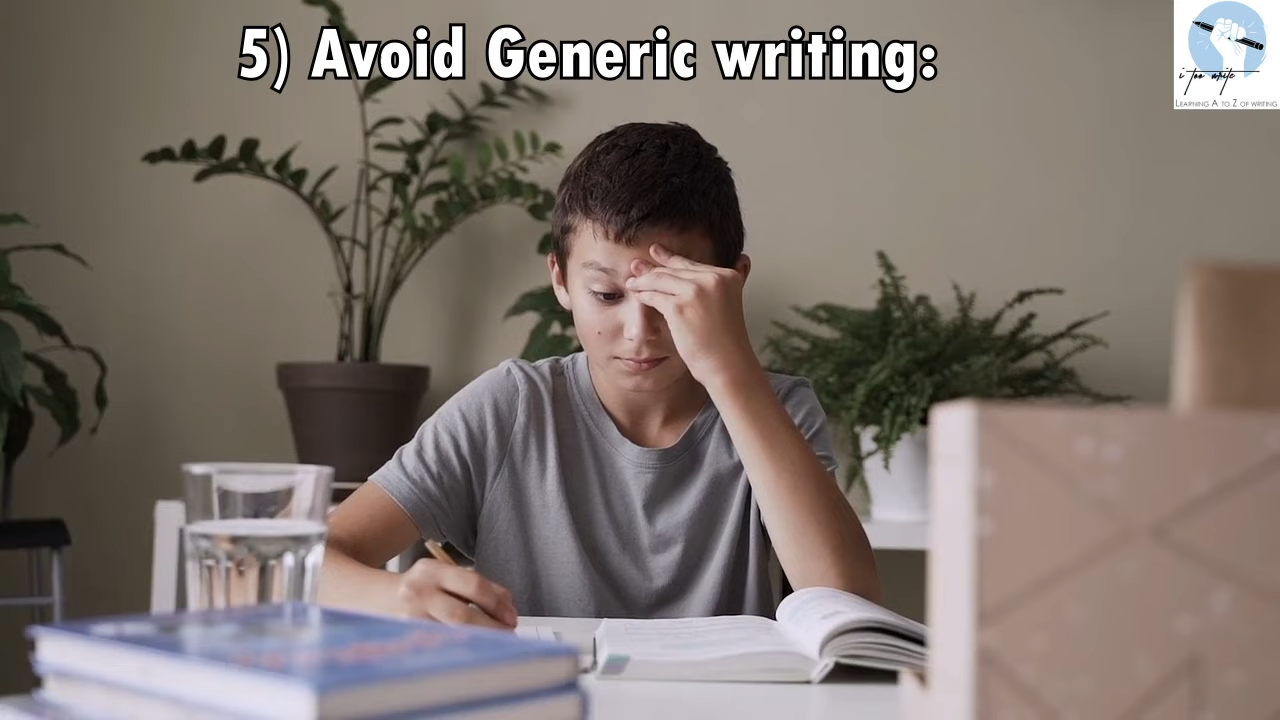 5) Avoid Generic writing:
i too write
LEARNING A TO Z OF WRITING